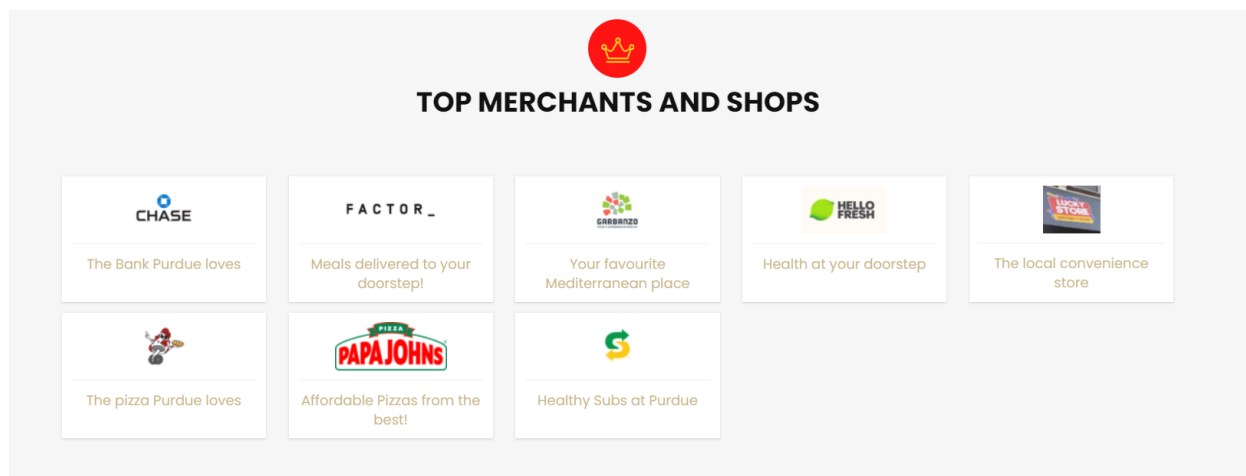 TOP MERCHANTS AND SHOPS
CHASE
The Bank Purdue loves
FACTOR_
Meals delivered to your
doorstep!
GARBANZO
Your favourite
Mediterranean place
HELLO
FRESH
Health at your doorstep
LUCKY
STORE
The local convenience
store
The pizza Purdue loves
PIZZA
PAPA JOHNS
Affordable Pizzas from the
best!
Healthy Subs at Purdue